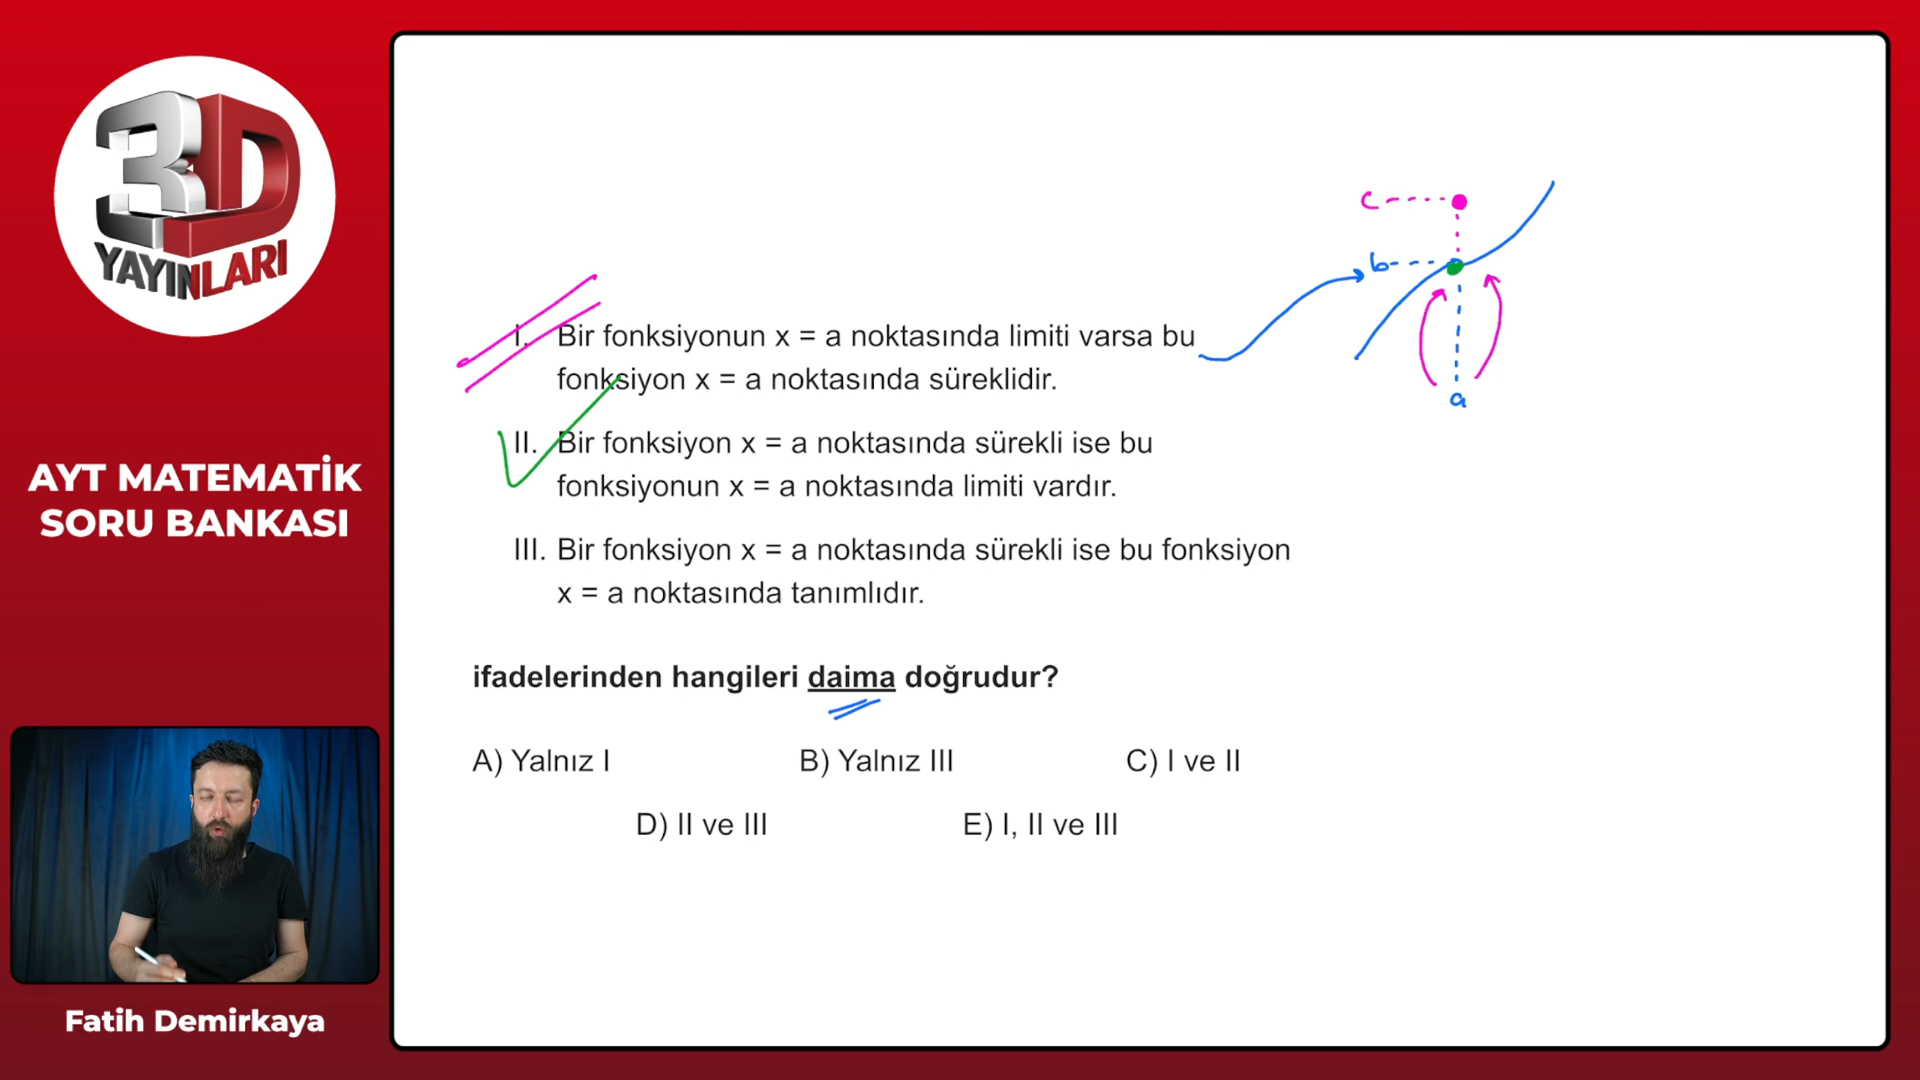 3D
YAYINLARI
AYT MATEMATİK
SORU BANKASI
Fatih Demirkaya
I. Bir fonksiyonun x = a noktasında limiti varsa bu
fonksiyon x = a noktasında süreklidir.
II. Bir fonksiyon x = a noktasında sürekli ise bu
fonksiyonun x = a noktasında limiti vardır.
III. Bir fonksiyon x = a noktasında sürekli ise bu fonksiyon
x = a noktasında tanımlıdır.
ifadelerinden hangileri daima doğrudur?
A) Yalnız I B) Yalnız III C) I ve II
D) II ve III E) I, II ve III
c
b
a